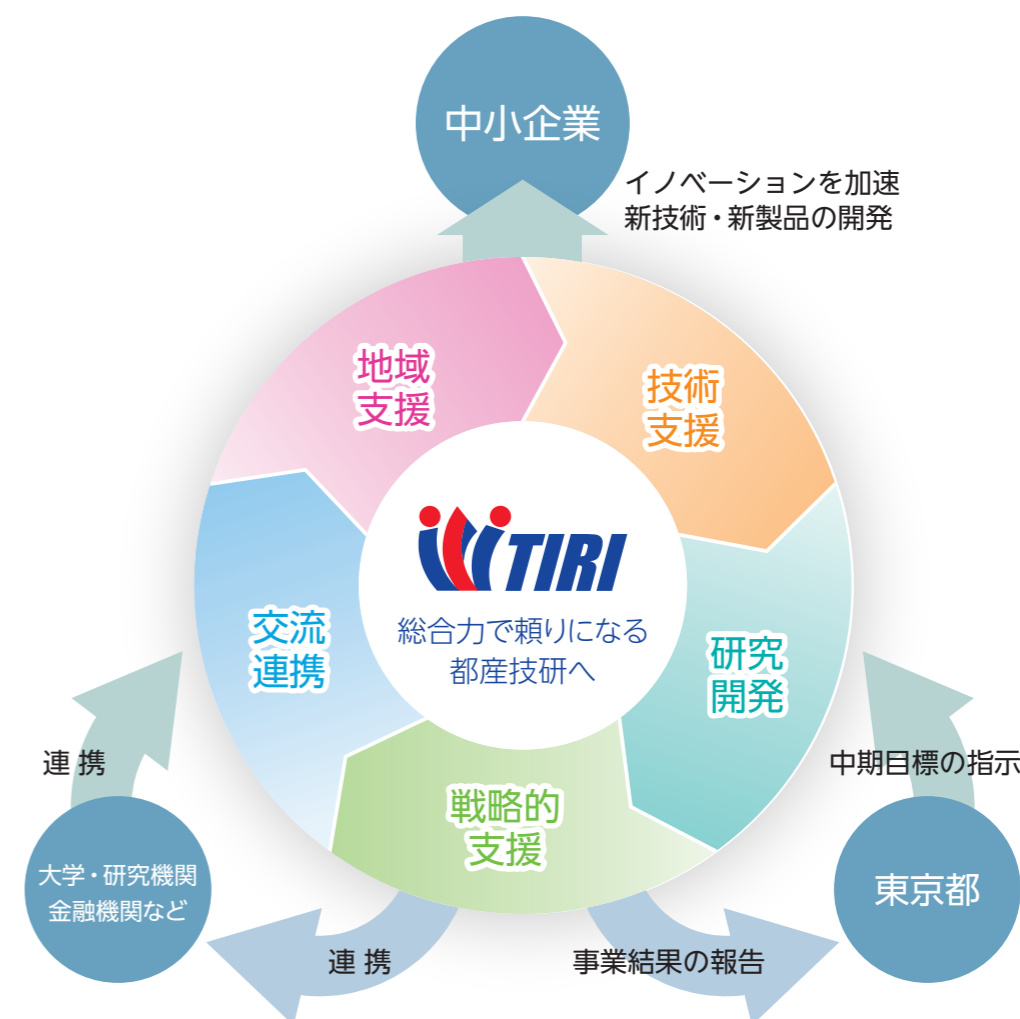 中小企業
イノベーションを加速
新技術・新製品の開発
地域
支援
技術
支援
TIRI
総合力で頼りになる
都産技研へ
交流
連携
研究
開発
戦略的
支援
連 携
中期目標の指示
大学・研究機関
金融機関など
東京都
連 携
事業結果の報告